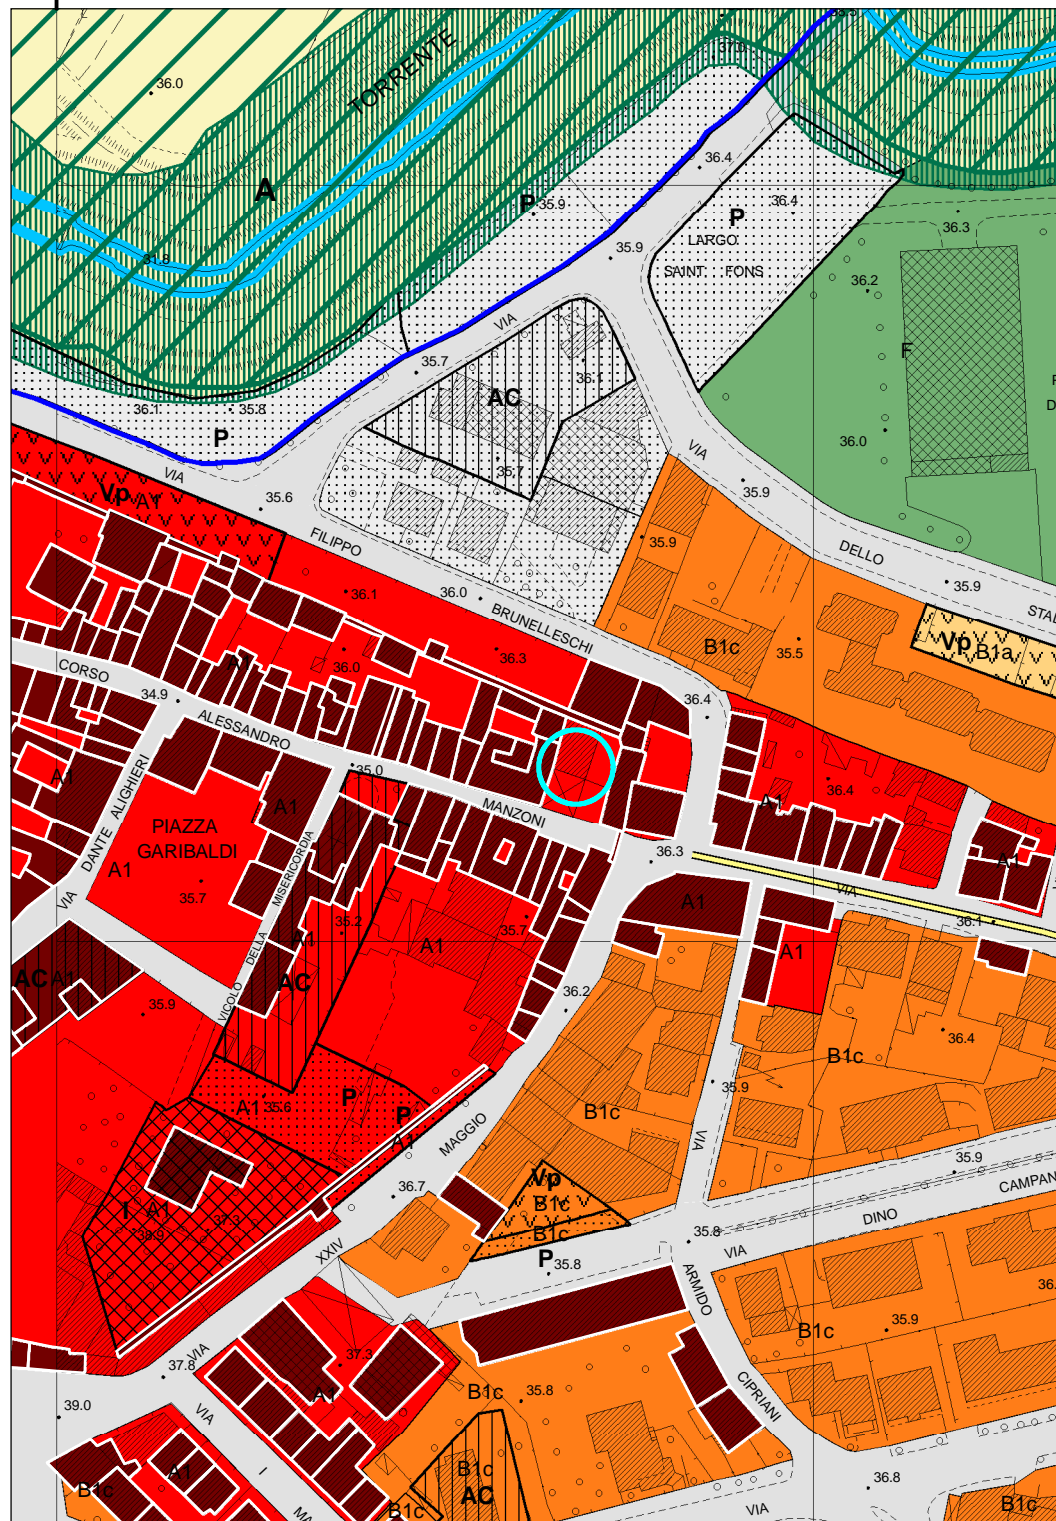 36.0
TORRENTE
37.0
36.4
A
P
35.9
P
36.4
LARGO
SAINT FONS
36.3
31.8
35.9
36.2
VIA
F
35.7
36.1
AC
36.1
35.8
P
36.0
35.7
VIA
VIA
Vp A1
35.6
35.9
FILIPPO
35.9
DELLO
36.1
36.0
35.9
BRUNELLESCHI
B1c
35.5
Vp B1a
A1
36.0
36.3
CORSO
34.9
36.4
ALESSANDRO
A1
35.0
36.4
DANTE ALIGHIERI
A1
MANZONI
A1
PIAZZA
GARIBALDI
MISERICORDIA
36.3
A1
A1
VIA
35.7
VIA
A1
35.2
35.7
36.1
A1
A1
A1
DELLA
AC A1
AC
VICOLO
36.2
35.9
36.4
B1c
35.9
P
A1 35.6
P
A1
B1c
MAGGIO
VIA
35.9
Vp
36.7
B1c
CAMPAN
I A1
37.3
38.9
DINO
B1c
35.8
XXIV
VIA
P
35.8
ARMIDO
35.9
B1c
VIA
37.3
37.8
A1
B1c
35.8
CIPRIANI
39.0
VIA
B1c
A1
I
36.8
B1c
AC
B1c
B1c
VIA